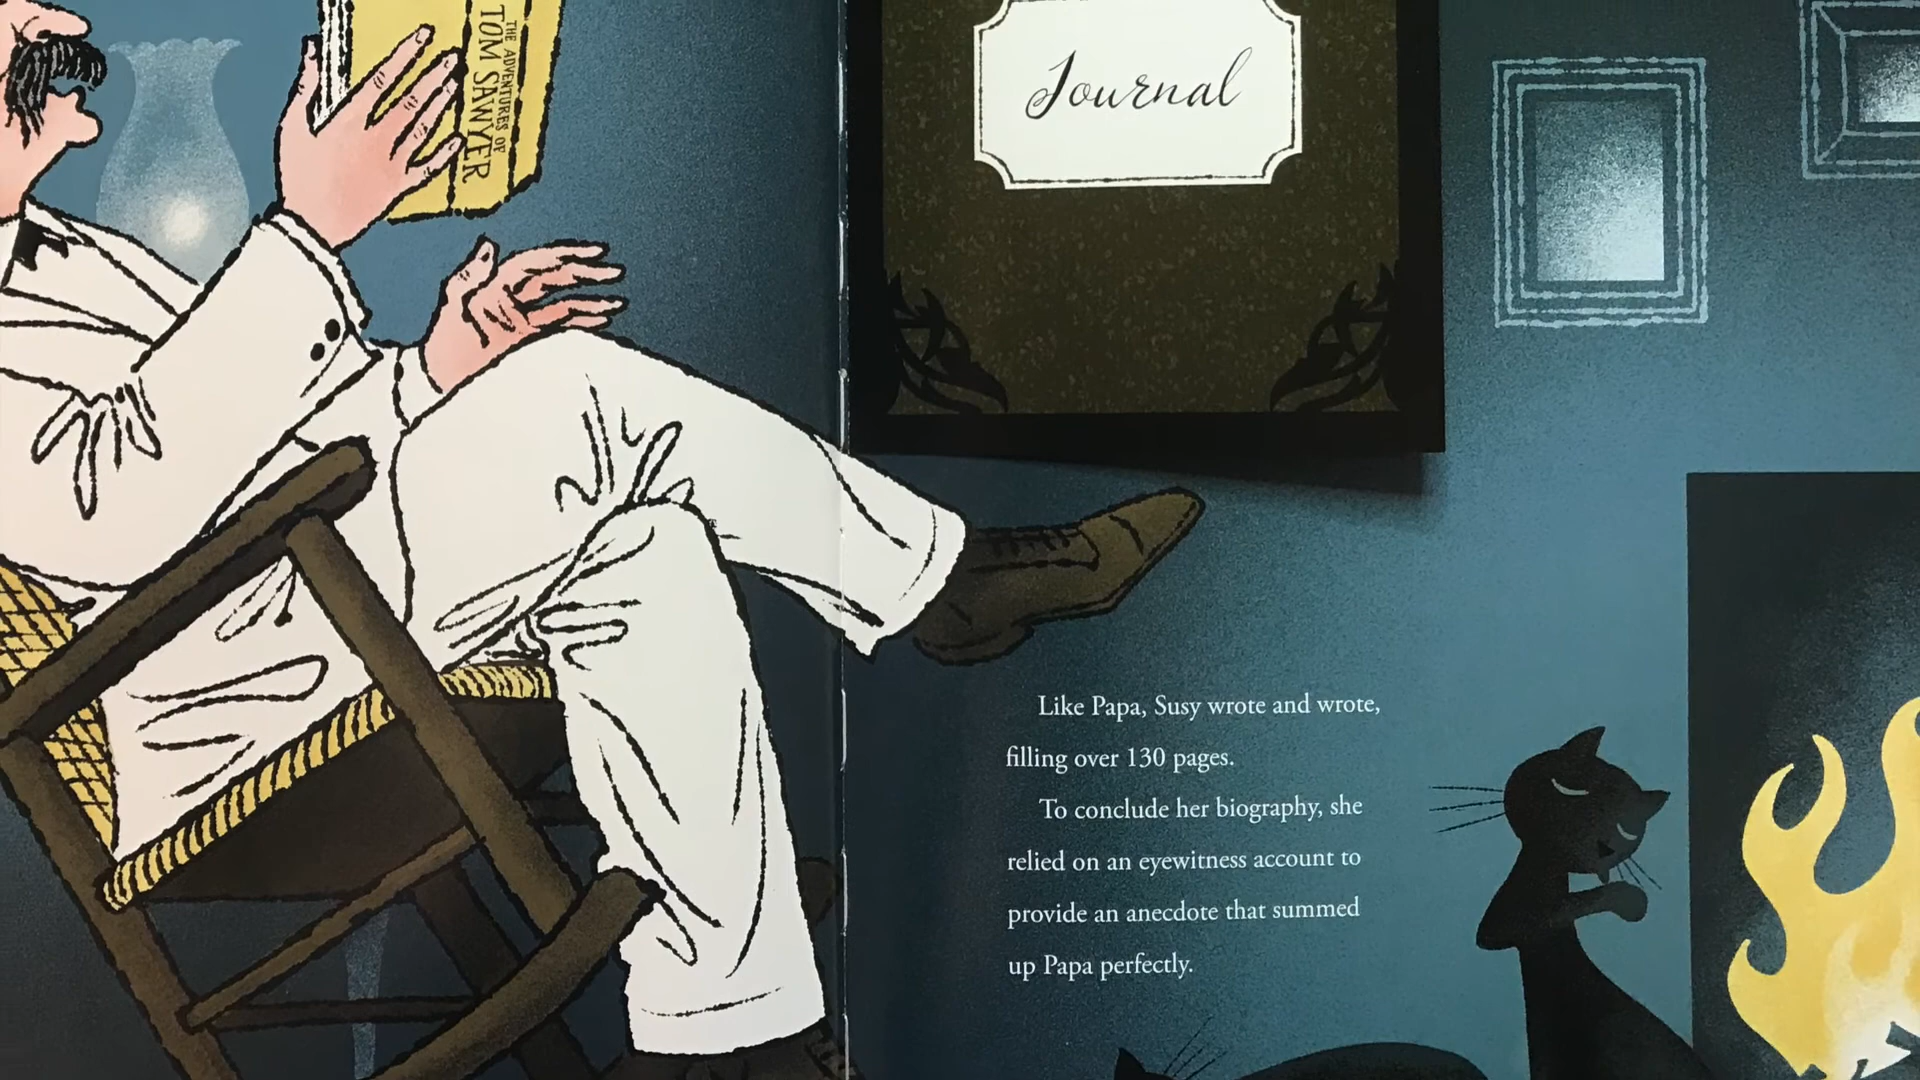 THE ADVENTURES OF
TOM SAWYER
Journal
Like Papa, Susy wrote and wrote,
filling over 130 pages.
To conclude her biography, she
relied on an eyewitness account to
provide an anecdote that summed
up Papa perfectly.